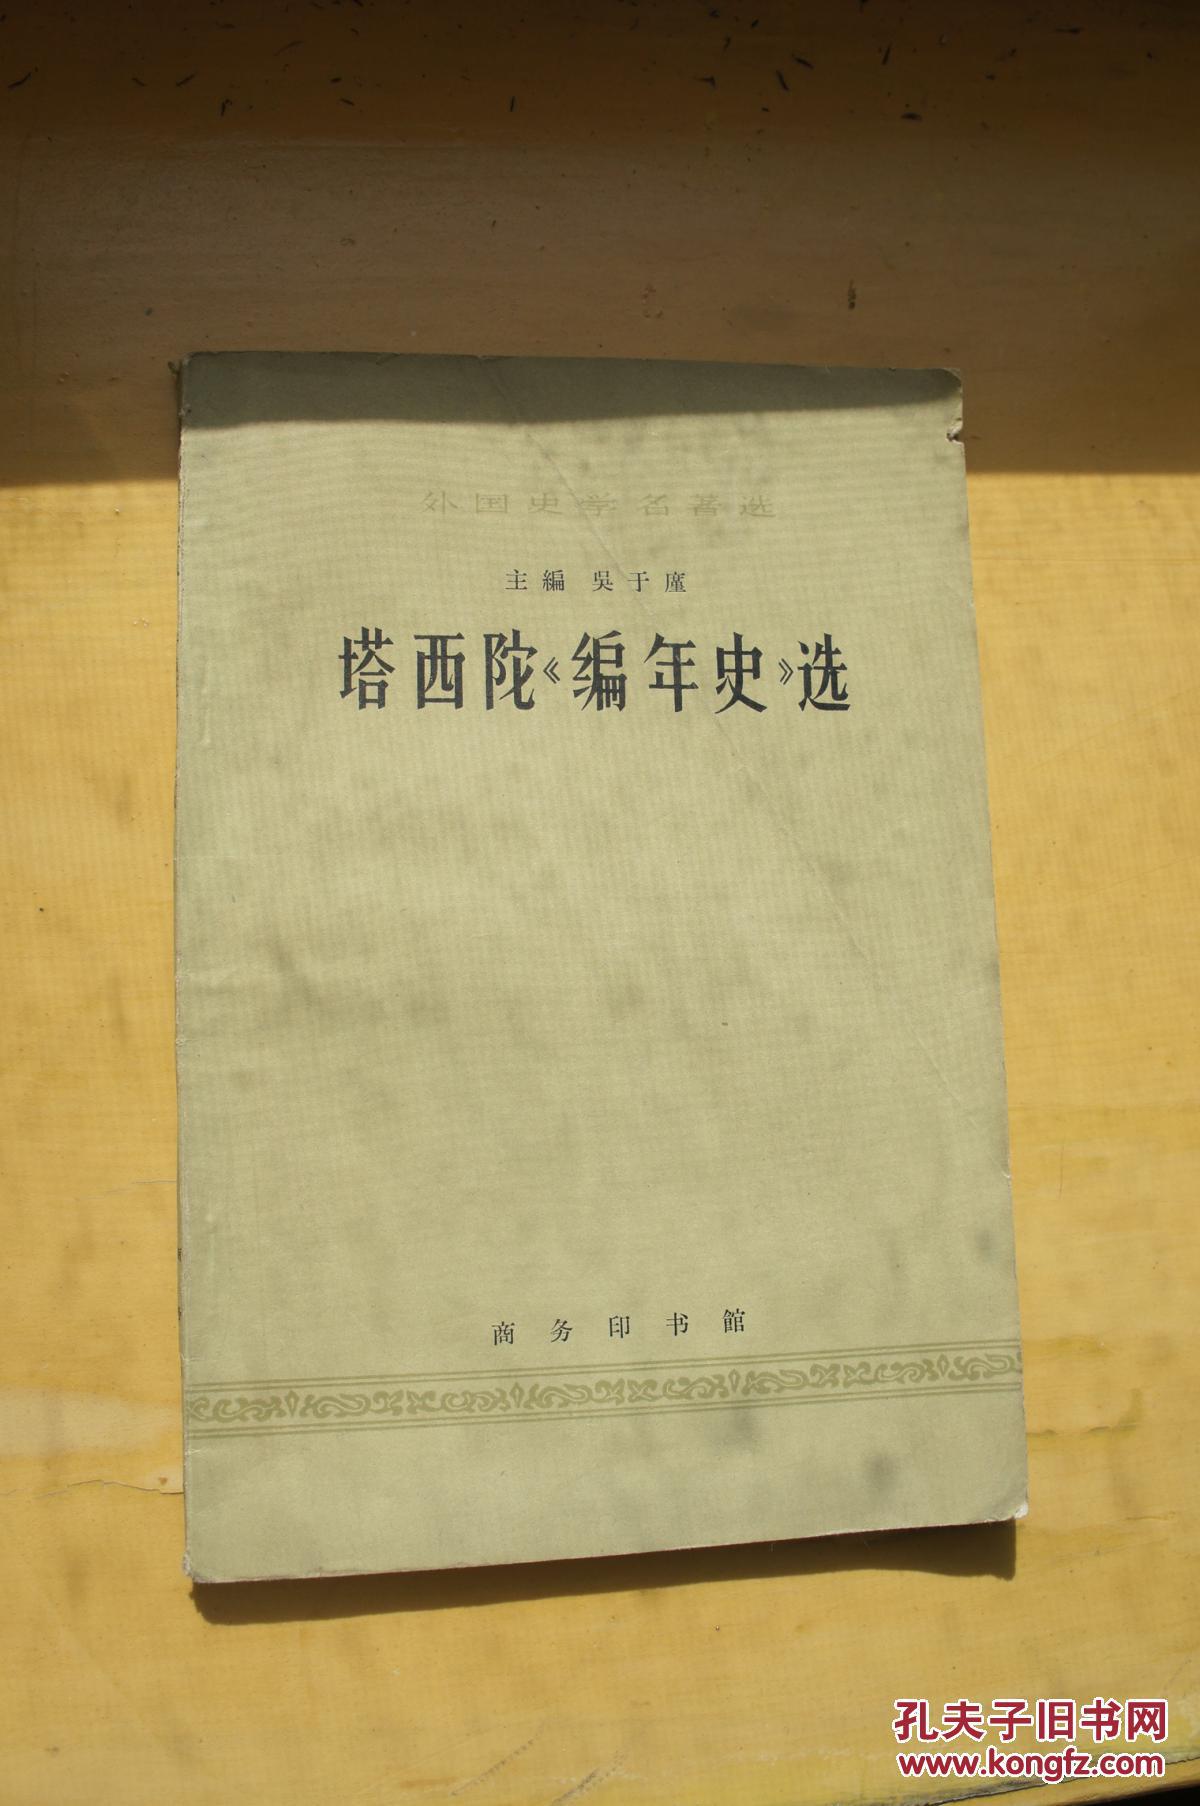 外国史学名著选
主編 吳于廑
塔西陀《编年史》选
商务印书館
孔夫子旧书网
www.kongfz.com